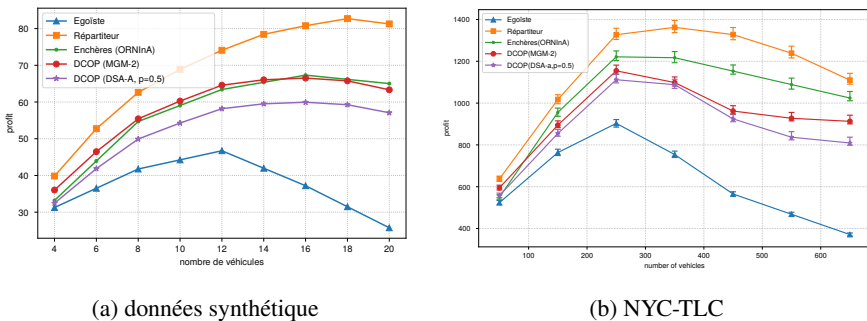 Egoïste
Répartiteur
Enchères (ORNInA)
DCOP (MGM-2)
DCOP (DSA-A, p=0.5)
profit
80
70
60
50
40
30
4 6 8 10 12 14 16 18 20
nombre de véhicules
(a) données synthétique
Egoïste
Répartiteur
Enchères(ORNInA)
DCOP(MGM-2)
DCOP(DSA-a,p=0.5)
profit
1400
1200
1000
800
600
400
100 200 300 400 500 600
number of vehicles
(b) NYC-TLC